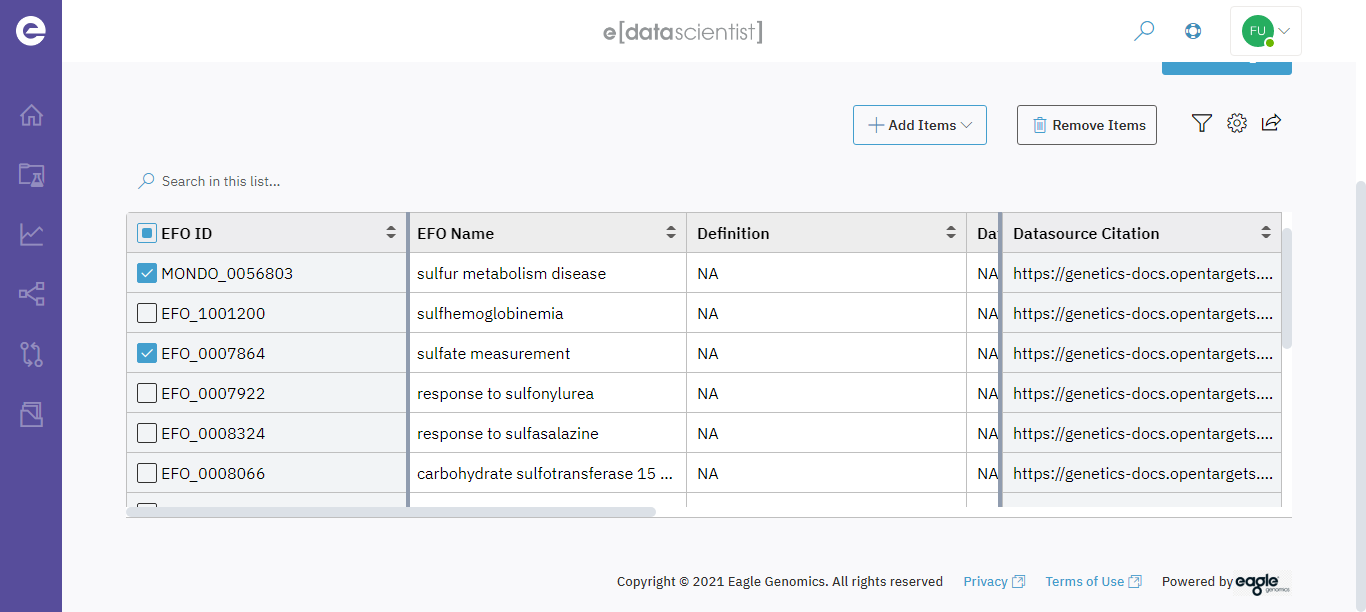 e[datascientist]
FU
Add Items
Remove Items
Search in this list...
EFO ID EFO Name Definition Da Datasource Citation
MONDO_0056803 sulfur metabolism disease NA NA https://genetics-docs.opentargets....
EFO_1001200 sulfhemoglobinemia NA NA https://genetics-docs.opentargets....
EFO_0007864 sulfate measurement NA NA https://genetics-docs.opentargets....
EFO_0007922 response to sulfonylurea NA NA https://genetics-docs.opentargets....
EFO_0008324 response to sulfasalazine NA NA https://genetics-docs.opentargets....
EFO_0008066 carbohydrate sulfotransferase 15 ... NA NA https://genetics-docs.opentargets....
Copyright © 2021 Eagle Genomics. All rights reserved Privacy Terms of Use Powered by eagle genomics